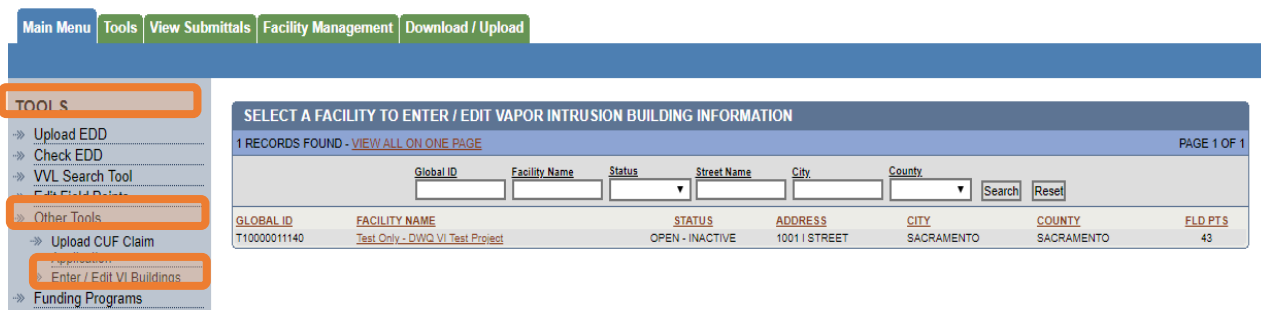 Main Menu Tools View Submittals Facility Management Download / Upload
TOOLS
Upload EDD
Check EDD
VVL Search Tool
Edit Field Points
Other Tools
Upload CUF Claim
Application
Enter / Edit VI Buildings
Funding Programs
SELECT A FACILITY TO ENTER / EDIT VAPOR INTRUSION BUILDING INFORMATION
1 RECORDS FOUND - VIEW ALL ON ONE PAGE PAGE 1 OF 1
Global ID Facility Name Status Street Name City County
Search Reset
GLOBAL ID FACILITY NAME STATUS ADDRESS CITY COUNTY FLD PTS
T10000011140 Test Only - DWQ VI Test Project OPEN - INACTIVE 1001 I STREET SACRAMENTO SACRAMENTO 43